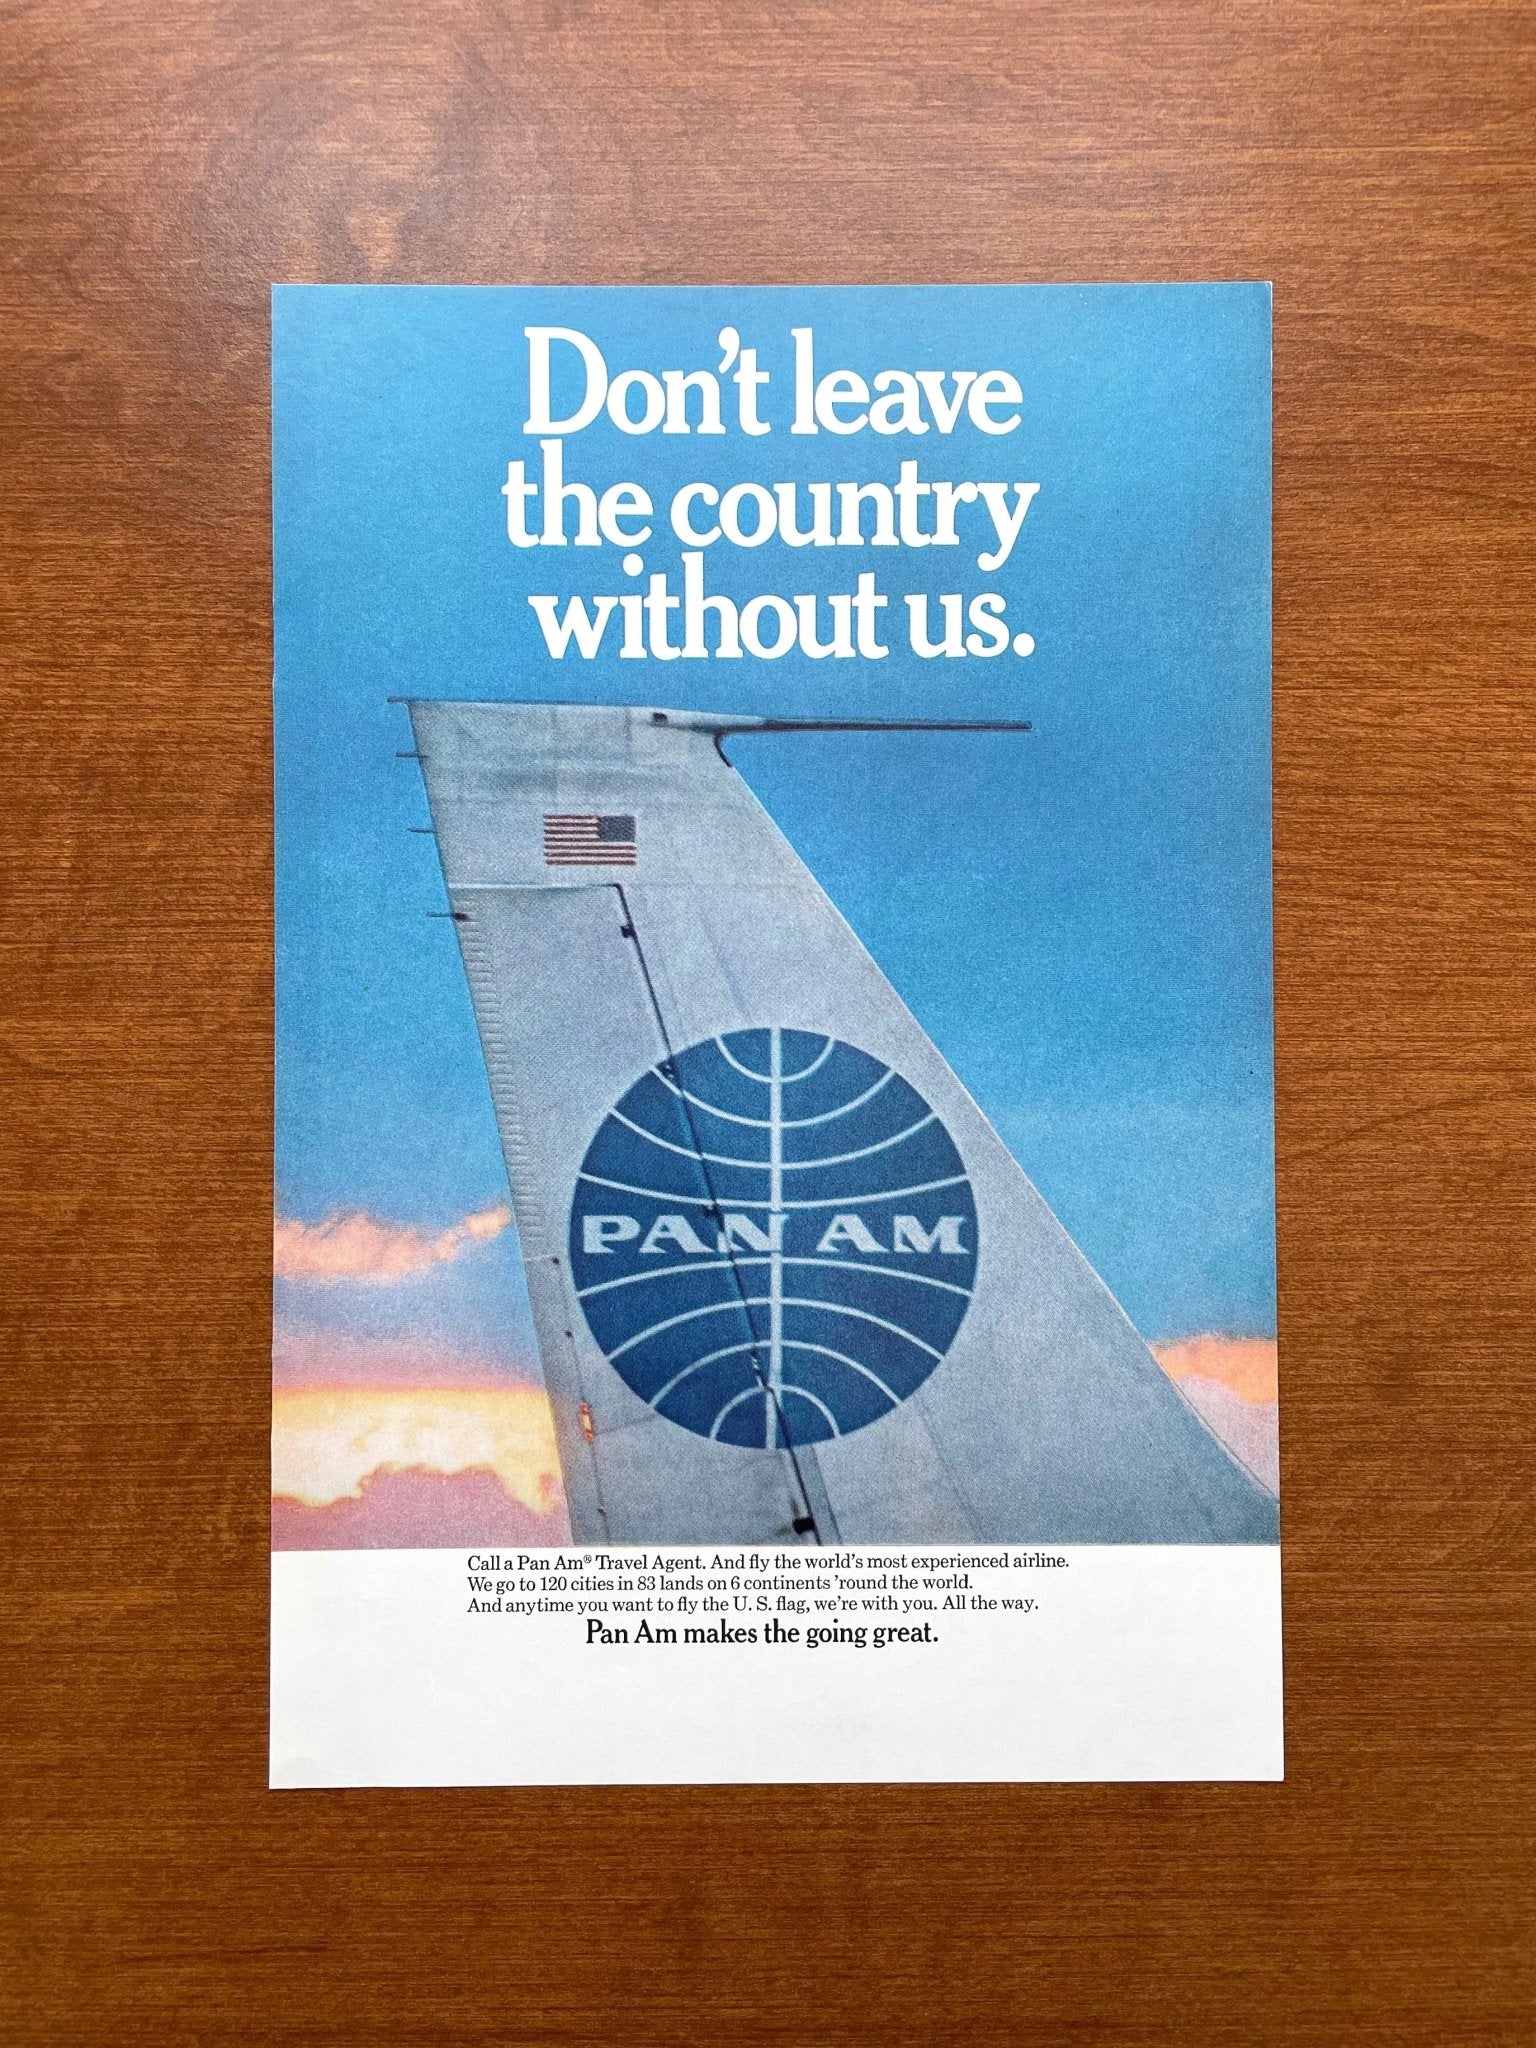 Don't leave
the country
without us.
PAN AM
Call a Pan Am® Travel Agent. And fly the world's most experienced airline.
We go to 120 cities in 83 lands on 6 continents 'round the world.
And anytime you want to fly the U. S. flag, we're with you. All the way.
Pan Am makes the going great.